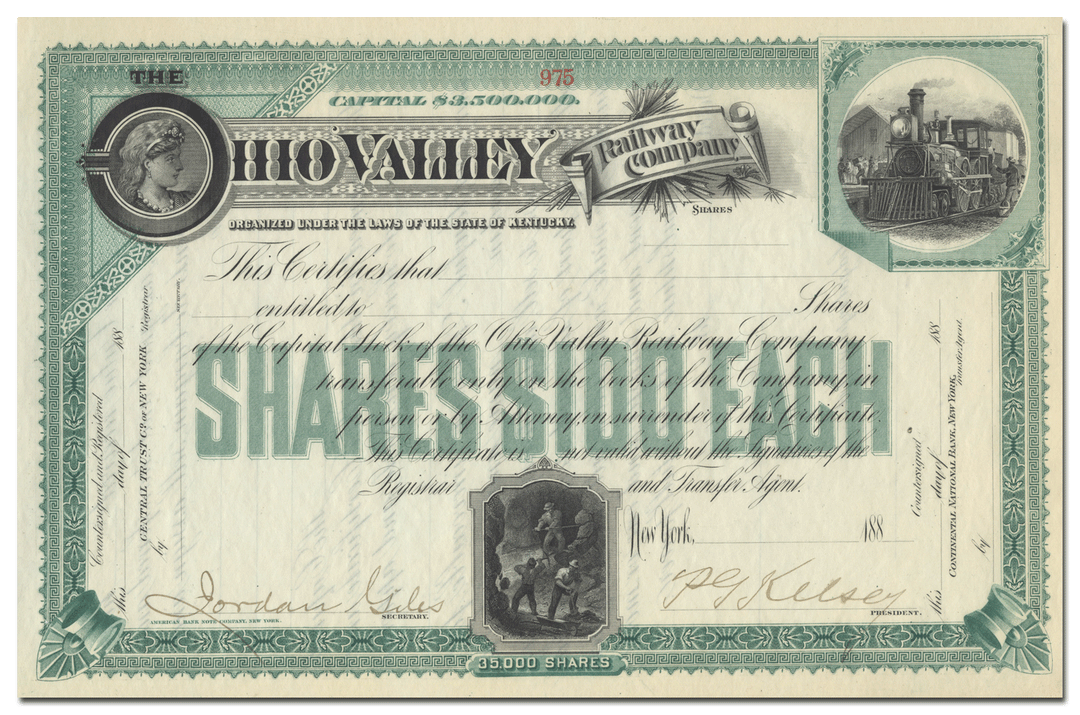 975
CAPITAL $3,500,000.
THE OHIO VALLEY Railway Company,
SHARES
ORGANIZED UNDER THE LAWS OF THE STATE OF KENTUCKY.
This Certifies that
entitled to Shares
of the Capital Stock of the Ohio Valley Railway Company
transferable only on the books of the Company, in
person or by Attorney, on surrender of this Certificate.
SHARES $100 EACH
This Certificate is not valid without the Signatures of the
Registrar and Transfer Agent.
New York, 188
Jordan Giles
SECRETARY.
P G Kelsey
PRESIDENT.
AMERICAN BANK NOTE COMPANY, NEW YORK.
35,000 SHARES
Countersigned and Registered
This day of 188
CENTRAL TRUST Co. OF NEW YORK Registrar
by
SECRETARY.
Countersigned
This day of 188
CONTINENTAL NATIONAL BANK, NEW YORK,
Transfer Agent.
by